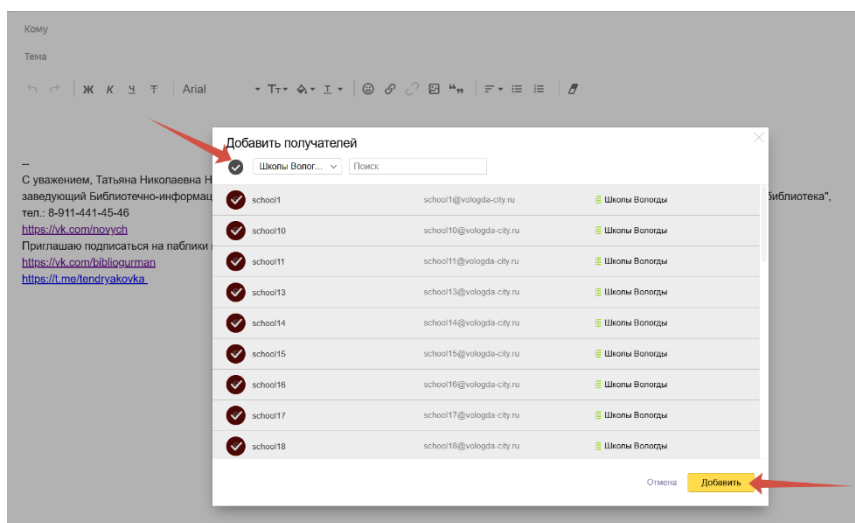 Кому
Тема
Ж К Ч Т Arial
Добавить получателей
Школы Волог... Поиск
--
С уважением, Татьяна Николаевна Н
заведующий Библиотечно-информац библиотека",
тел.: 8-911-441-45-46
https://vk.com/novych
Приглашаю подписаться на паблики
https://vk.com/bibliogurman
https://t.me/tendryakovka
school1 school1@vologda-city.ru Школы Вологды
school10 school10@vologda-city.ru Школы Вологды
school11 school11@vologda-city.ru Школы Вологды
school13 school13@vologda-city.ru Школы Вологды
school14 school14@vologda-city.ru Школы Вологды
school15 school15@vologda-city.ru Школы Вологды
school16 school16@vologda-city.ru Школы Вологды
school17 school17@vologda-city.ru Школы Вологды
school18 school18@vologda-city.ru Школы Вологды
Отмена Добавить